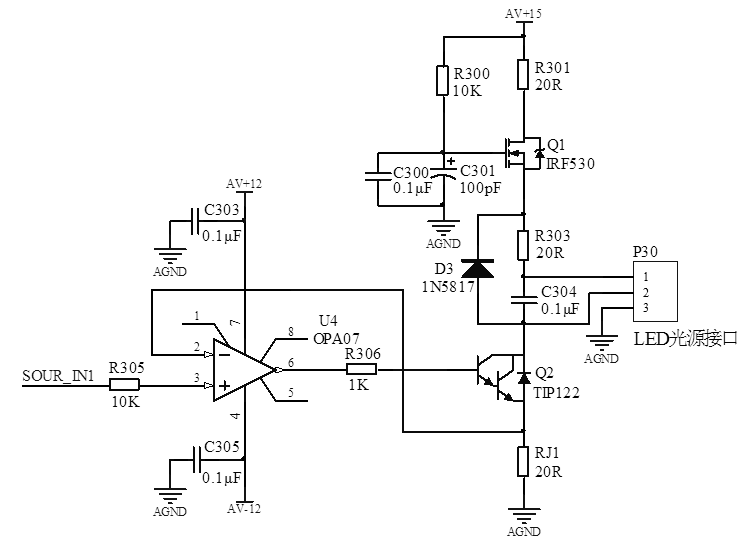 AV+15
R300
10K
R301
20R
Q1
IRF530
C300
0.1μF
C301
100pF
+
AGND
AV+12
C303
0.1μF
AGND
R303
20R
D3
1N5817
C304
0.1μF
P30
1
2
3
AGND
LED光源接口
1
7
U4
OPA07
8
2
3
6
5
4
SOUR_IN1
R305
10K
R306
1K
Q2
TIP122
C305
0.1μF
AGND
AV-12
RJ1
20R
AGND